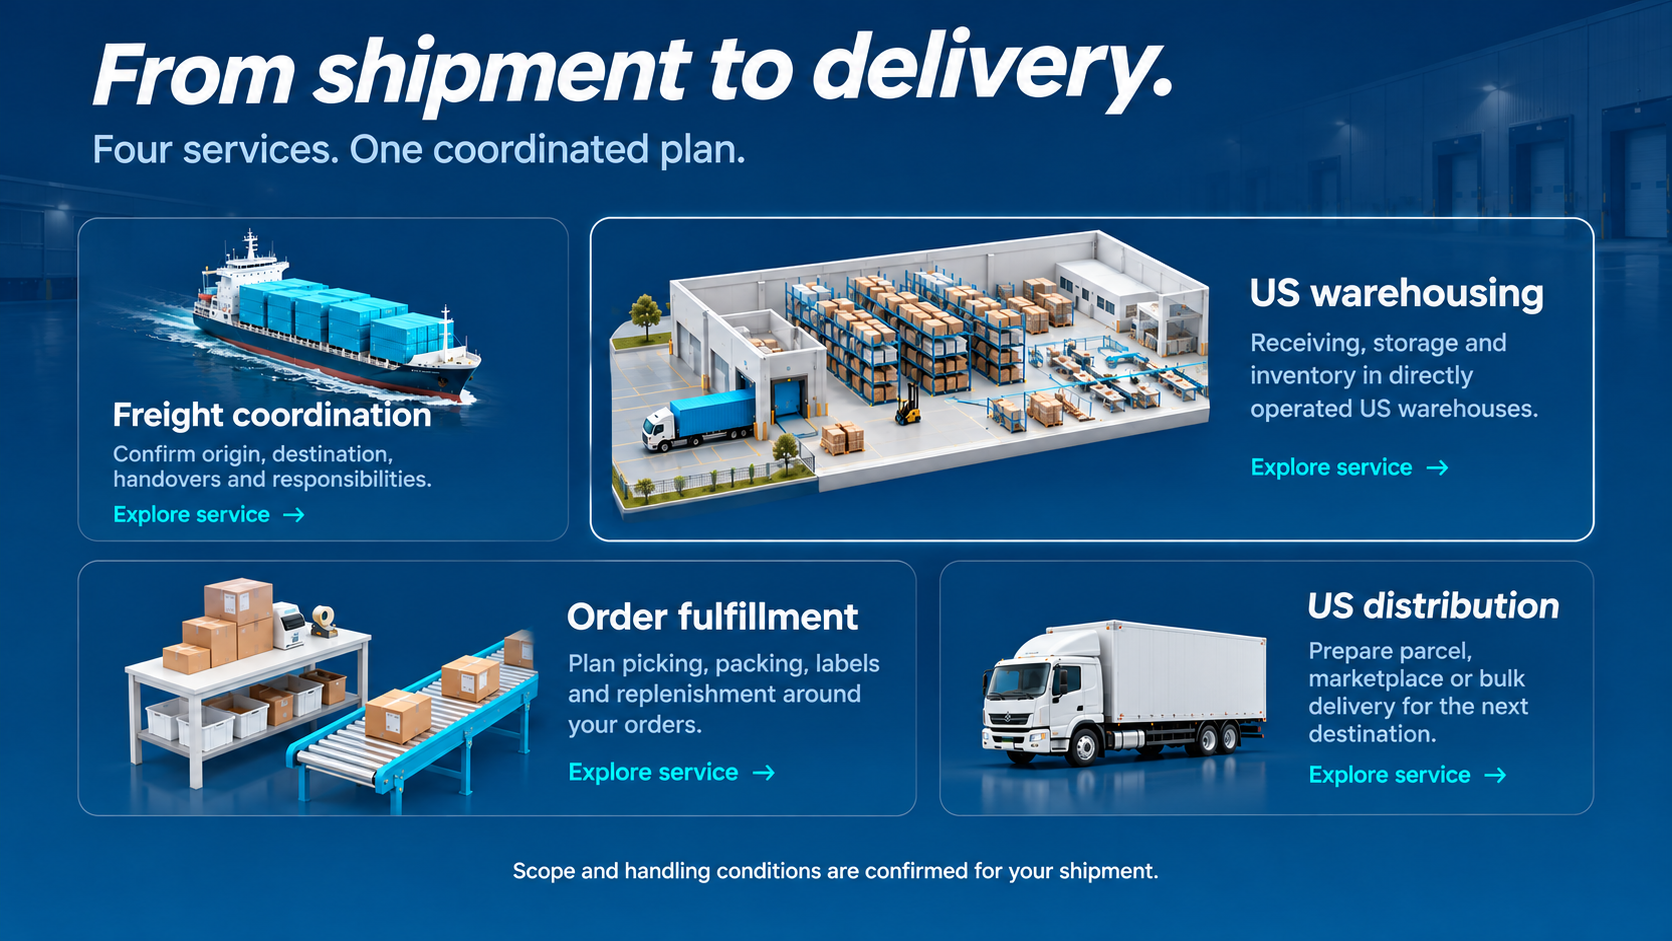 From shipment to delivery.
Four services. One coordinated plan.
Freight coordination
Confirm origin, destination,
handovers and responsibilities.
Explore service →
US warehousing
Receiving, storage and
inventory in directly
operated US warehouses.
Explore service →
Order fulfillment
Plan picking, packing, labels
and replenishment around
your orders.
Explore service →
US distribution
Prepare parcel,
marketplace or bulk
delivery for the next
destination.
Explore service →
Scope and handling conditions are confirmed for your shipment.